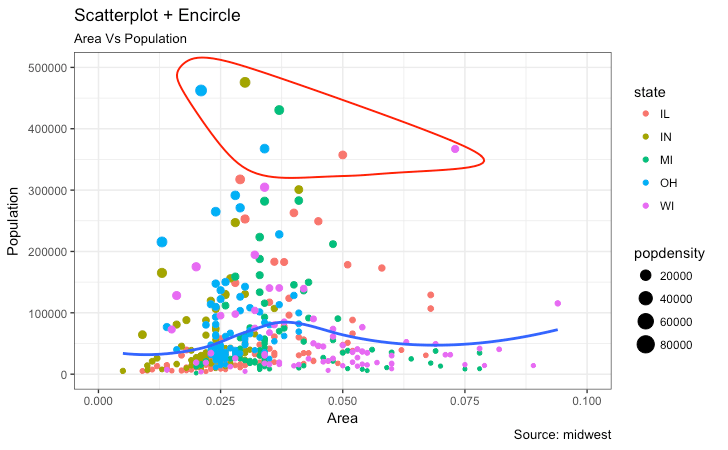 Scatterplot + Encircle
Area Vs Population
500000
400000
300000
200000
100000
0
Population
0.000
0.025
0.050
0.075
0.100
Area
Source: midwest
state
IL
IN
MI
OH
WI
popdensity
20000
40000
60000
80000